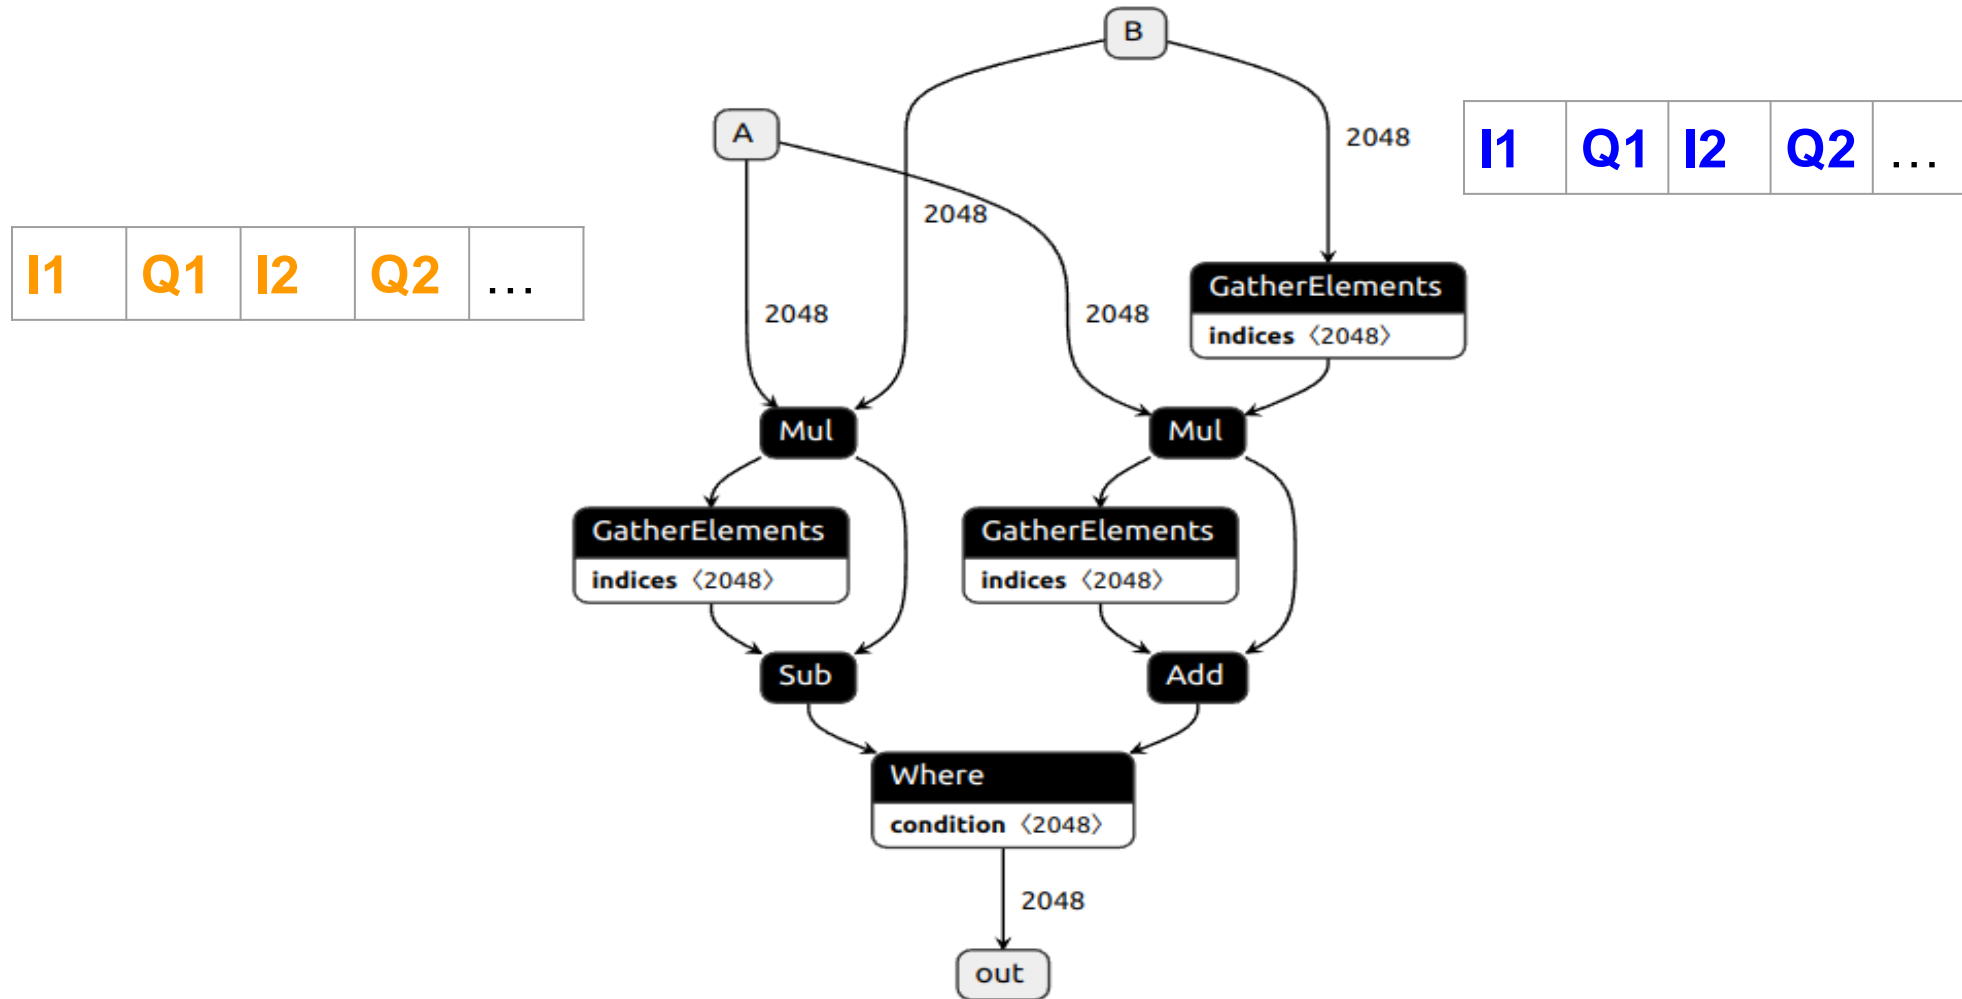 B
A
2048
I1 Q1 I2 Q2 ...
2048
I1 Q1 I2 Q2 ...
2048
2048
GatherElements
indices 〈2048〉
Mul
Mul
GatherElements
indices 〈2048〉
GatherElements
indices 〈2048〉
Sub
Add
Where
condition 〈2048〉
2048
out